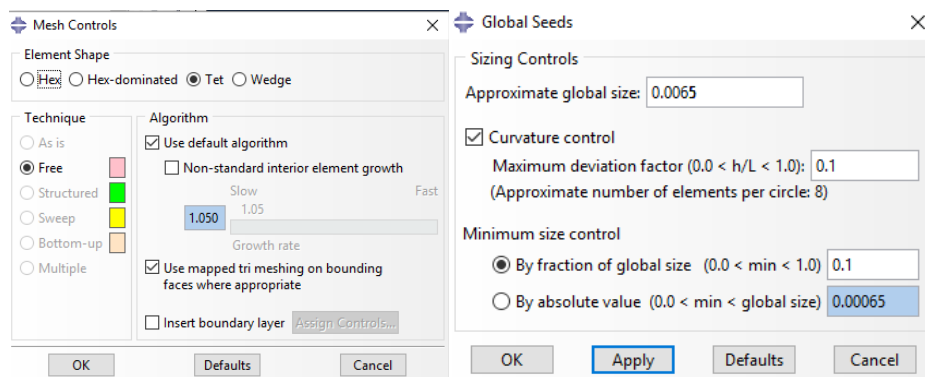 Mesh Controls
Element Shape
Hex Hex-dominated Tet Wedge
Technique
As is
Free
Structured
Sweep
Bottom-up
Multiple
Algorithm
Use default algorithm
Non-standard interior element growth
Slow Fast
1.050 1.05
Growth rate
Use mapped tri meshing on bounding
faces where appropriate
Insert boundary layer Assign Controls...
OK Defaults Cancel
Global Seeds
Sizing Controls
Approximate global size: 0.0065
Curvature control
Maximum deviation factor (0.0 < h/L < 1.0): 0.1
(Approximate number of elements per circle: 8)
Minimum size control
By fraction of global size (0.0 < min < 1.0) 0.1
By absolute value (0.0 < min < global size) 0.00065
OK Apply Defaults Cancel